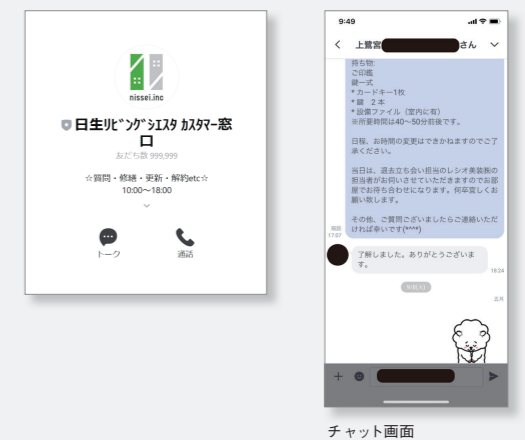 nissei.inc
日生リビングシエスタ カスタマー窓
口
友だち数 999,999
☆質問・修繕・更新・解約etc☆
10:00～18:00
トーク
通話
9:49
上鷺宮
さん
持ち物:
ご印鑑
鍵一式
*カードキー1枚
*鍵 2本
*設備ファイル（室内に有）
※所要時間は40～50分前後です。
日程、お時間の変更はできかねますのでご了
承ください。
当日は、退去立ち会い担当のレシオ美装㈱の
担当者がお伺いさせていただきますのでお部
屋でお待ち合わせになります。何卒宜しくお
願い致します。
その他、ご質問ございましたらご連絡いただ
ければ幸いです(*^^*)
17:07
了解しました。ありがとうございま
す。
18:24
チャット画面